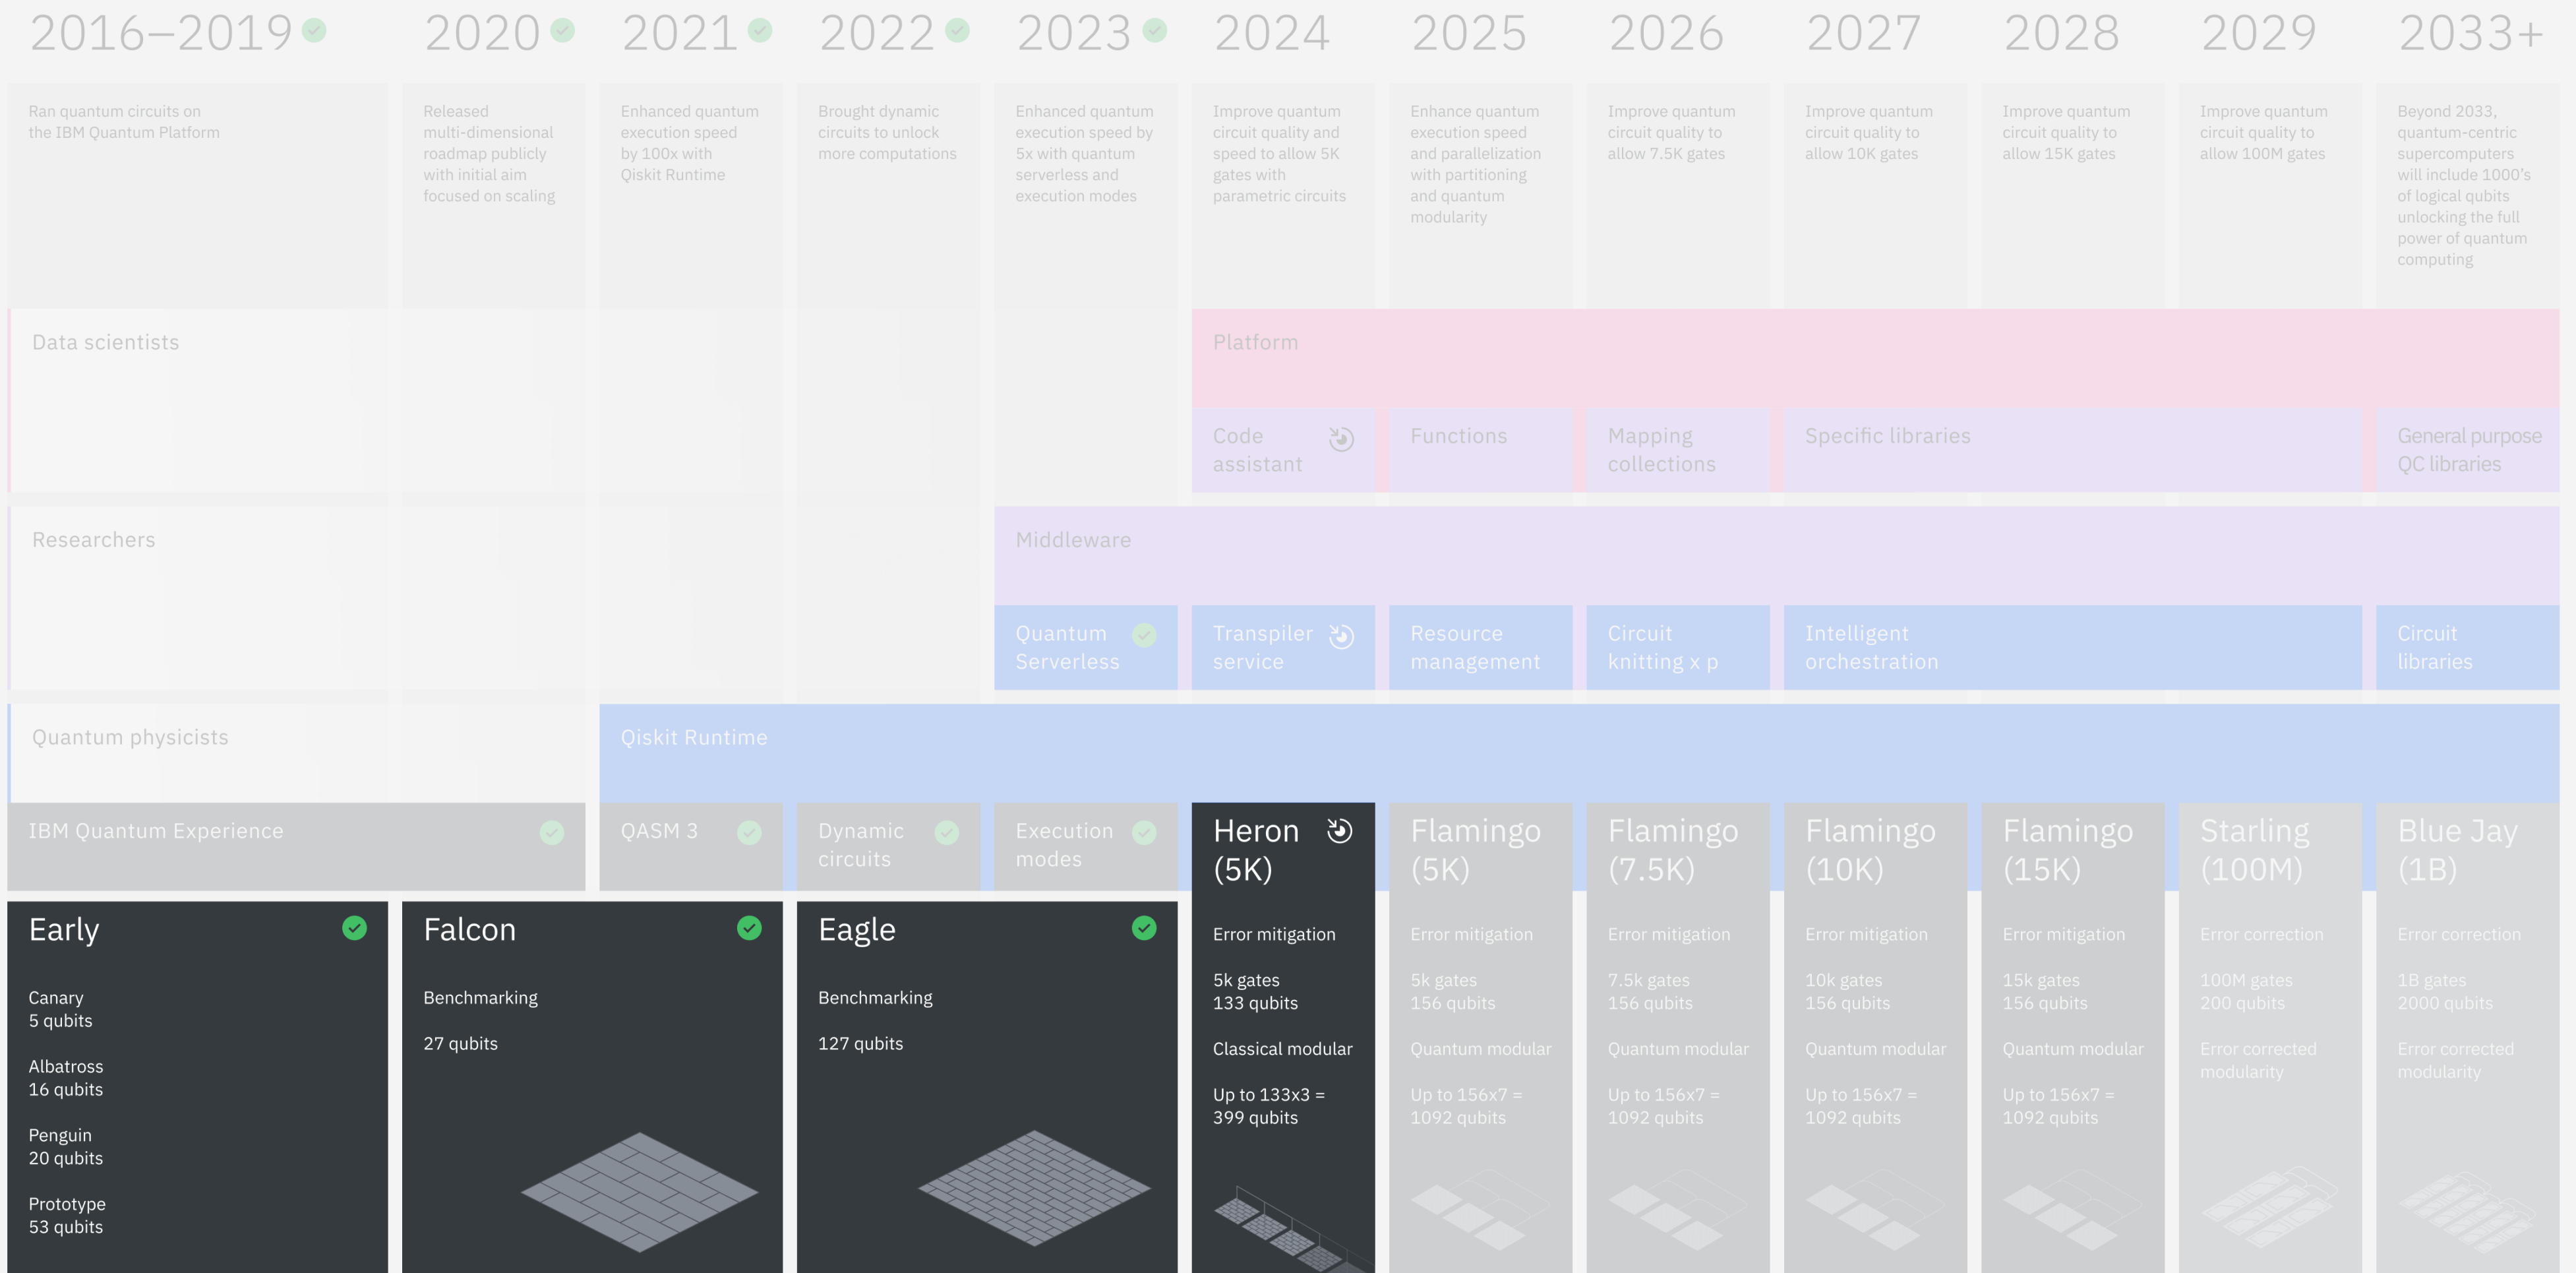 2016–2019
2020
2021
2022
2023
2024
2025
2026
2027
2028
2029
2033+
Ran quantum circuits on
the IBM Quantum Platform
Released
multi-dimensional
roadmap publicly
with initial aim
focused on scaling
Enhanced quantum
execution speed
by 100x with
Qiskit Runtime
Brought dynamic
circuits to unlock
more computations
Enhanced quantum
execution speed by
5x with quantum
serverless and
execution modes
Improve quantum
circuit quality and
speed to allow 5K
gates with
parametric circuits
Enhance quantum
execution speed
and parallelization
with partitioning
and quantum
modularity
Improve quantum
circuit quality to
allow 7.5K gates
Improve quantum
circuit quality to
allow 10K gates
Improve quantum
circuit quality to
allow 15K gates
Improve quantum
circuit quality to
allow 100M gates
Beyond 2033,
quantum-centric
supercomputers
will include 1000’s
of logical qubits
unlocking the full
power of quantum
computing
Data scientists
Platform
Code
assistant
Functions
Mapping
collections
Specific libraries
General purpose
QC libraries
Researchers
Middleware
Quantum
Serverless
Transpiler
service
Resource
management
Circuit
knitting x p
Intelligent
orchestration
Circuit
libraries
Quantum physicists
Qiskit Runtime
IBM Quantum Experience
QASM 3
Dynamic
circuits
Execution
modes
Early
Canary
5 qubits
Albatross
16 qubits
Penguin
20 qubits
Prototype
53 qubits
Falcon
Benchmarking
27 qubits
Eagle
Benchmarking
127 qubits
Heron
(5K)
Error mitigation
5k gates
133 qubits
Classical modular
Up to 133x3 =
399 qubits
Flamingo
(5K)
Error mitigation
5k gates
156 qubits
Quantum modular
Up to 156x7 =
1092 qubits
Flamingo
(7.5K)
Error mitigation
7.5k gates
156 qubits
Quantum modular
Up to 156x7 =
1092 qubits
Flamingo
(10K)
Error mitigation
10k gates
156 qubits
Quantum modular
Up to 156x7 =
1092 qubits
Flamingo
(15K)
Error mitigation
15k gates
156 qubits
Quantum modular
Up to 156x7 =
1092 qubits
Starling
(100M)
Error correction
100M gates
200 qubits
Error corrected
modularity
Blue Jay
(1B)
Error correction
1B gates
2000 qubits
Error corrected
modularity